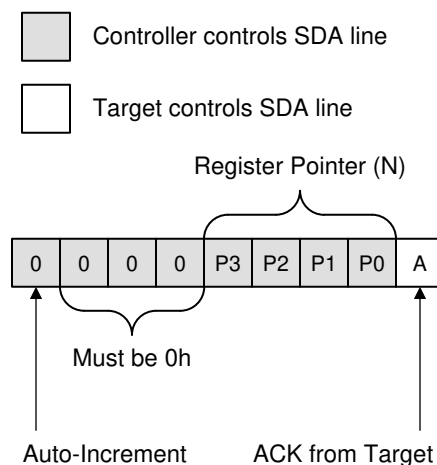 Controller controls SDA line
Target controls SDA line
Register Pointer (N)
0 0 0 0 P3 P2 P1 P0 A
Must be 0h
Auto-Increment ACK from Target